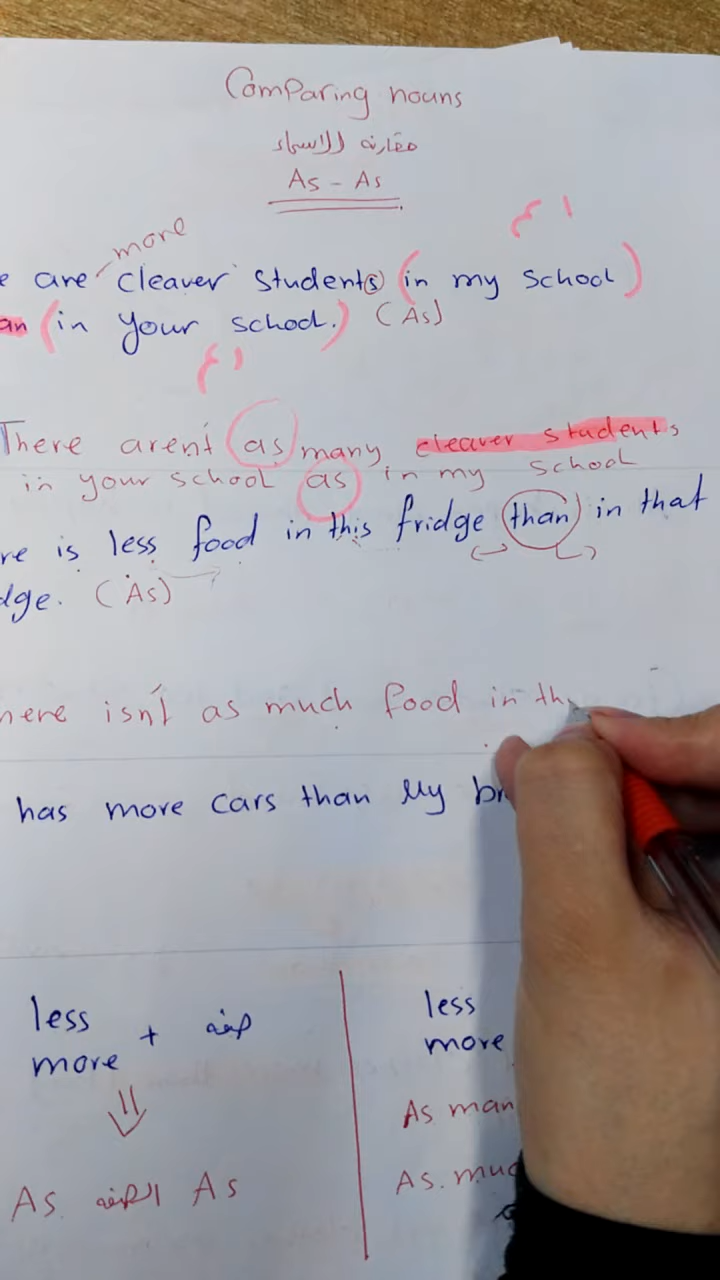 Comparing nouns
مقارنة الاسماء
As - As
more
e are cleaver students (in my school)
an (in your school.) (As)
There aren't as many cleaver students
in your school as in my school
re is less food in this fridge than in that
dge. (As)
here isn't as much food in th
has more cars than My br
less
more + صفة
As الصفة As
less
more
As man
As. muc